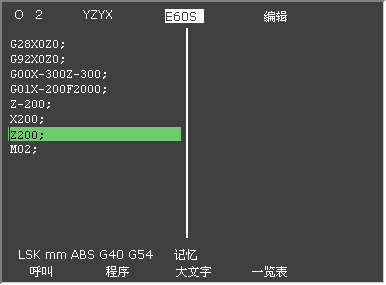 O 2 YZYX E60S 编辑
G28X0Z0;
G92X0Z0;
G00X-300Z-300;
G01X-200F2000;
Z-200;
X200;
Z200;
M02;
LSK mm ABS G40 G54 记忆
呼叫 程序 大文字 一览表